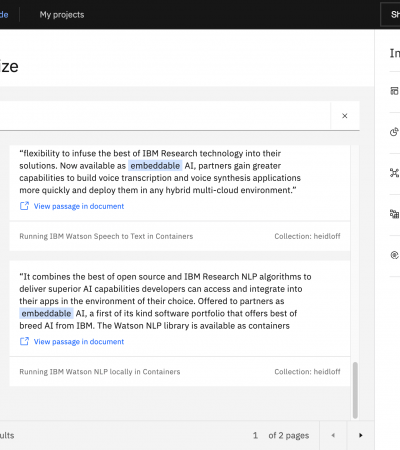 de
My projects
Sh
ize
In
“flexibility to infuse the best of IBM Research technology into their
solutions. Now available as embeddable AI, partners gain greater
capabilities to build voice transcription and voice synthesis applications
more quickly and deploy them in any hybrid multi-cloud environment.”
View passage in document
Running IBM Watson Speech to Text in Containers
Collection: heidloff
“It combines the best of open source and IBM Research NLP algorithms to
deliver superior AI capabilities developers can access and integrate into
their apps in the environment of their choice. Offered to partners as
embeddable AI, a first of its kind software portfolio that offers best of
breed AI from IBM. The Watson NLP library is available as containers
View passage in document
Running IBM Watson NLP locally in Containers
Collection: heidloff
ults
1 of 2 pages